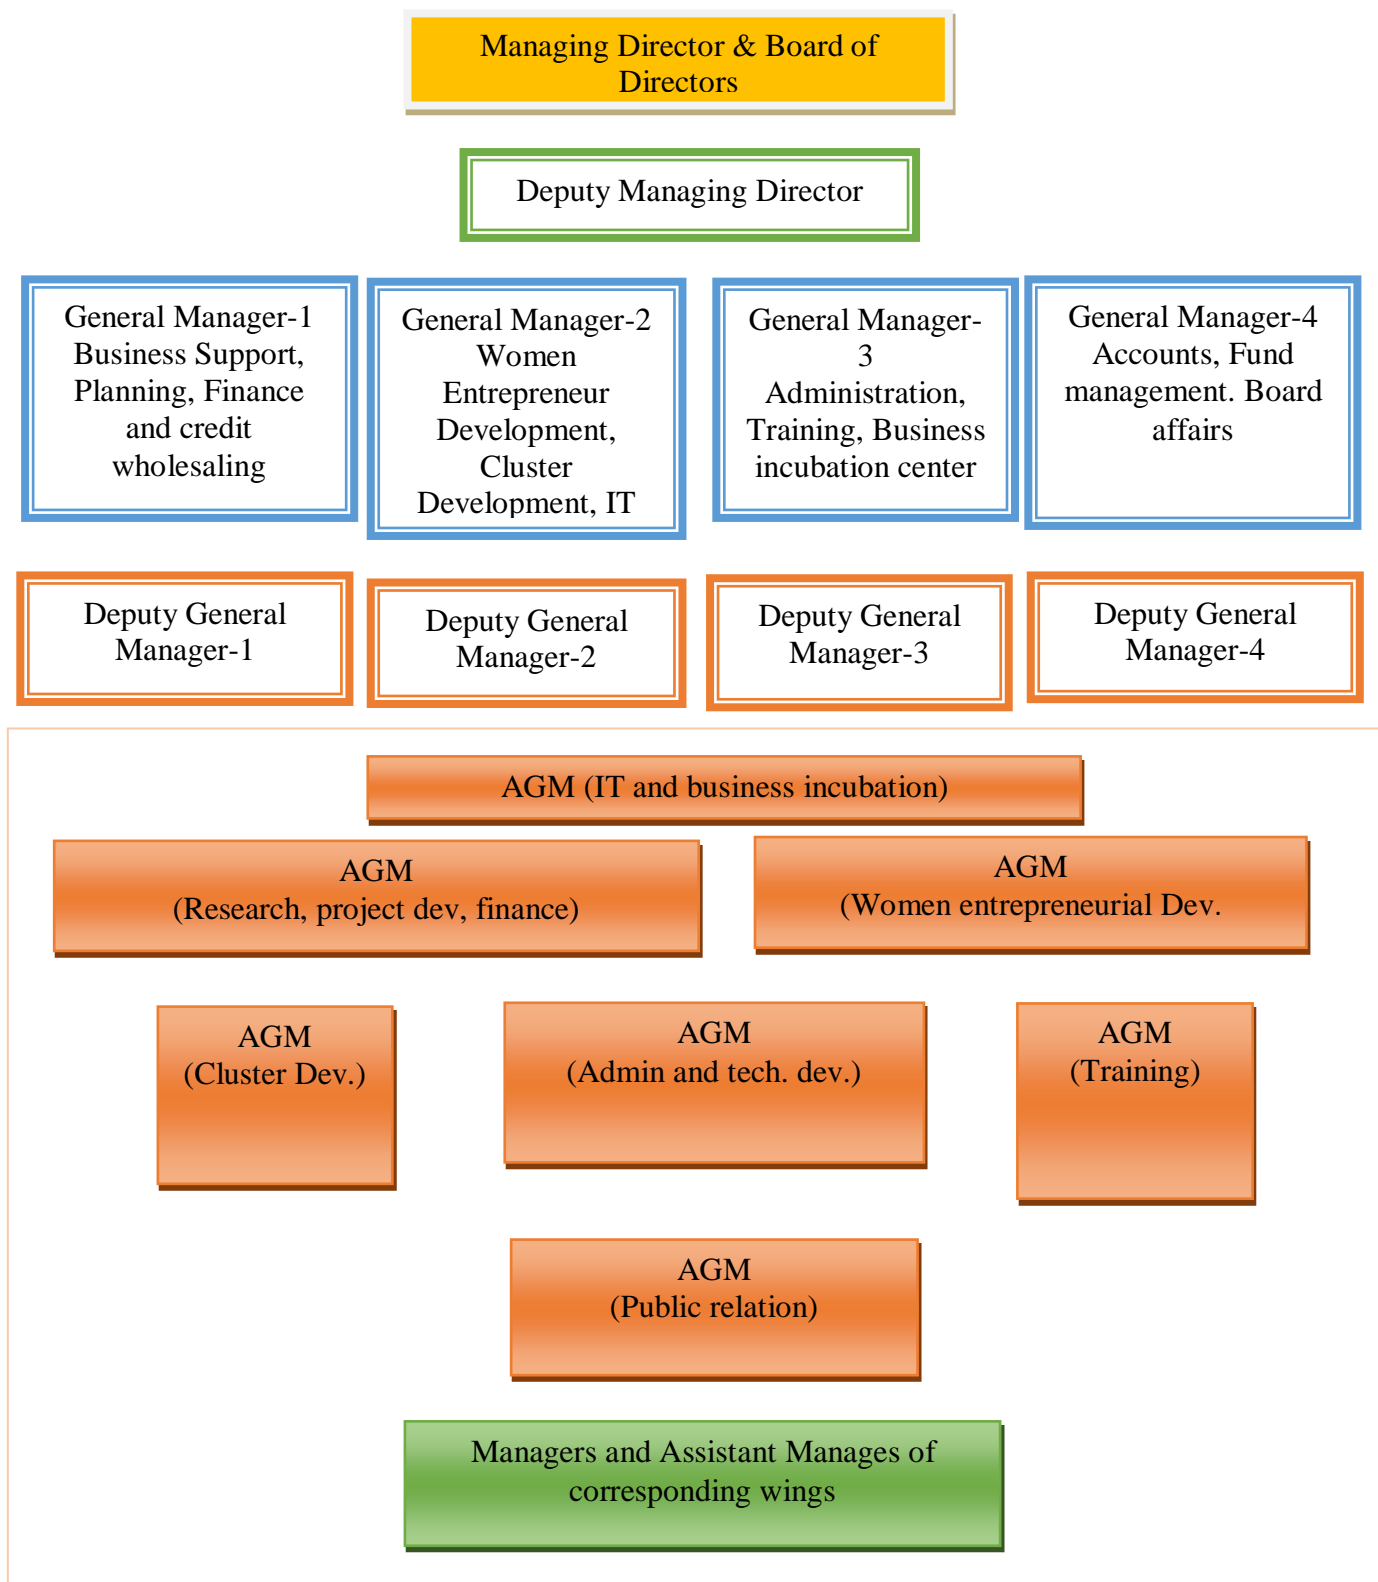 Managing Director & Board of
Directors
Deputy Managing Director
General Manager-1
Business Support,
Planning, Finance
and credit
wholesaling
General Manager-2
Women
Entrepreneur
Development,
Cluster
Development, IT
General Manager-
3
Administration,
Training, Business
incubation center
General Manager-4
Accounts, Fund
management. Board
affairs
Deputy General
Manager-1
Deputy General
Manager-2
Deputy General
Manager-3
Deputy General
Manager-4
AGM (IT and business incubation)
AGM
(Research, project dev, finance)
AGM
(Women entrepreneurial Dev.
AGM
(Cluster Dev.)
AGM
(Admin and tech. dev.)
AGM
(Training)
AGM
(Public relation)
Managers and Assistant Manages of
corresponding wings